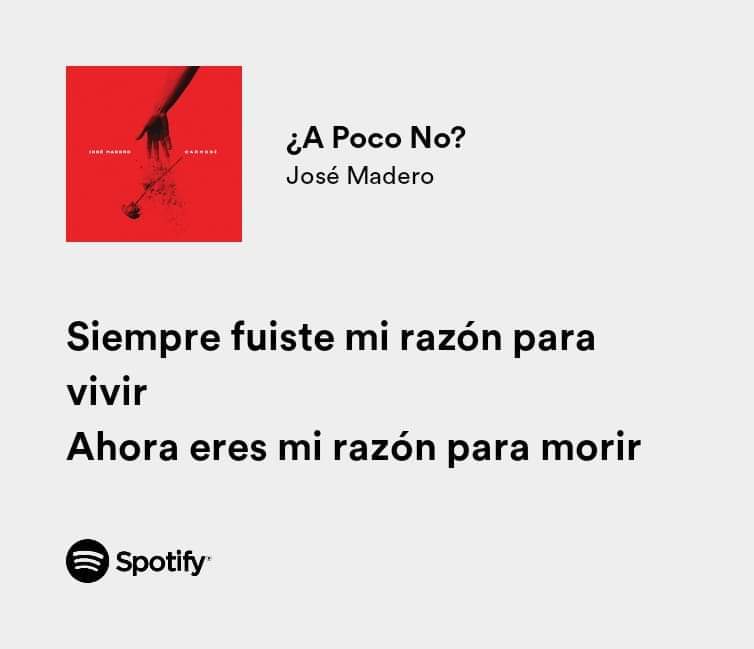 JOSÉ MADERO
CARMESÍ
¿A Poco No?
José Madero
Siempre fuiste mi razón para
vivir
Ahora eres mi razón para morir
Spotify